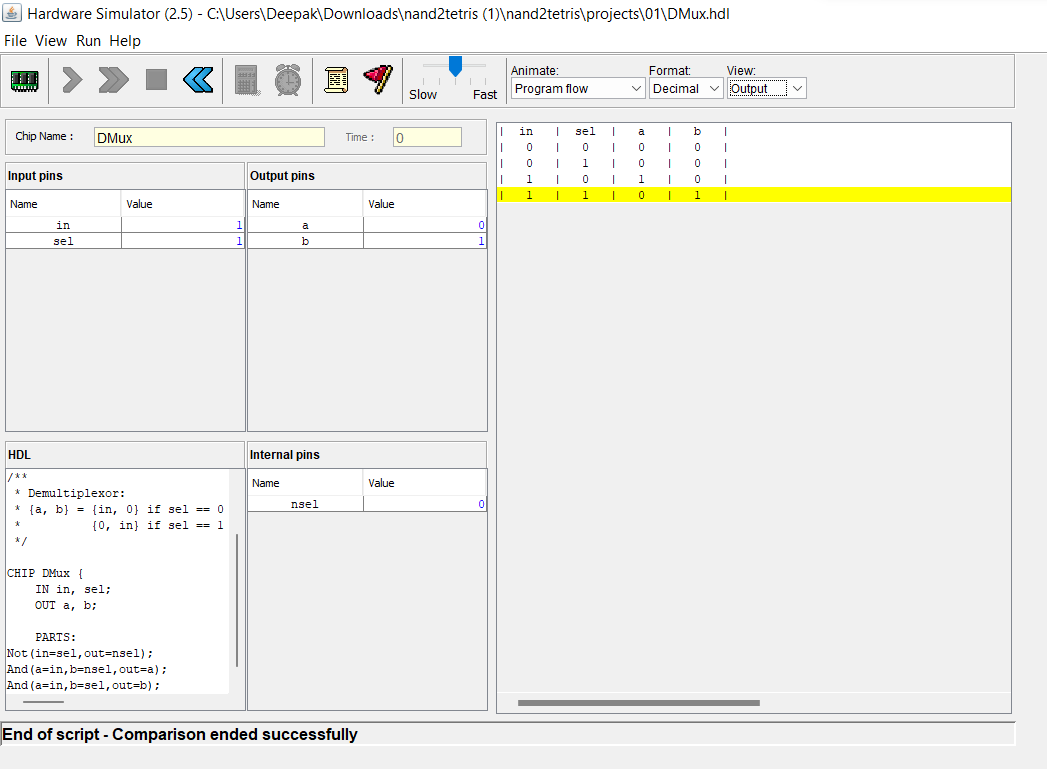 Hardware Simulator (2.5) - C:\Users\Deepak\Downloads\nand2tetris (1)\nand2tetris\projects\01\DMux.hdl
File View Run Help
Slow Fast
Animate: Format: View:
Program flow Decimal Output
Chip Name : DMux Time : 0
Input pins
Name Value
in 1
sel 1
Output pins
Name Value
a 0
b 1
| in | sel | a | b |
| 0 | 0 | 0 | 0 |
| 0 | 1 | 0 | 0 |
| 1 | 0 | 1 | 0 |
| 1 | 1 | 0 | 1 |
HDL
/**
* Demultiplexor:
* {a, b} = {in, 0} if sel == 0
* {0, in} if sel == 1
*/
CHIP DMux {
IN in, sel;
OUT a, b;
PARTS:
Not(in=sel,out=nsel);
And(a=in,b=nsel,out=a);
And(a=in,b=sel,out=b);
Internal pins
Name Value
nsel 0
End of script - Comparison ended successfully